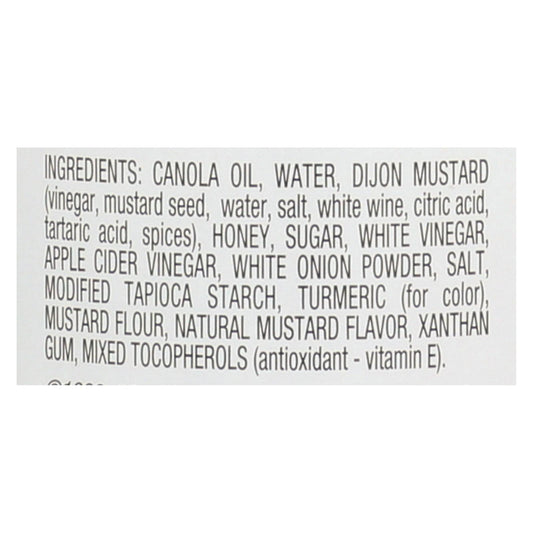 INGREDIENTS: CANOLA OIL, WATER, DIJON MUSTARD
(vinegar, mustard seed, water, salt, white wine, citric acid,
tartaric acid, spices), HONEY, SUGAR, WHITE VINEGAR,
APPLE CIDER VINEGAR, WHITE ONION POWDER, SALT,
MODIFIED TAPIOCA STARCH, TURMERIC (for color),
MUSTARD FLOUR, NATURAL MUSTARD FLAVOR, XANTHAN
GUM, MIXED TOCOPHEROLS (antioxidant - vitamin E).